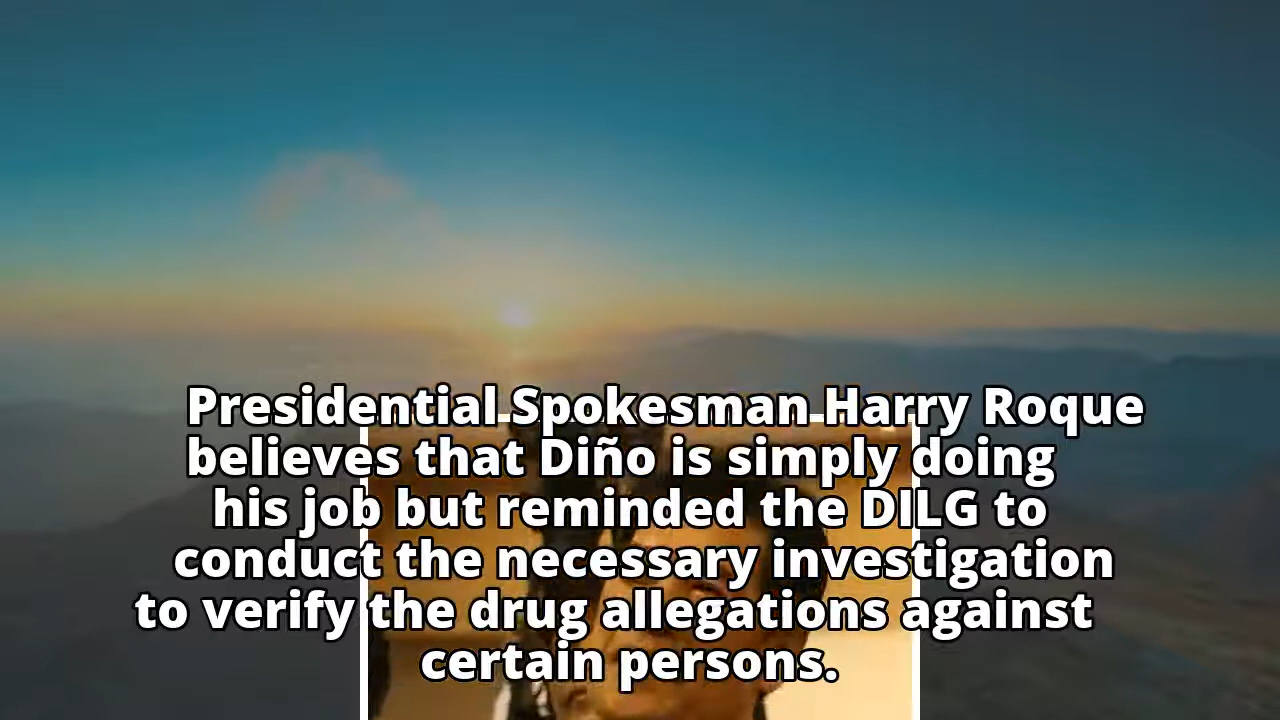 Presidential Spokesman Harry Roque
believes that Diño is simply doing
his job but reminded the DILG to
conduct the necessary investigation
to verify the drug allegations against
certain persons.